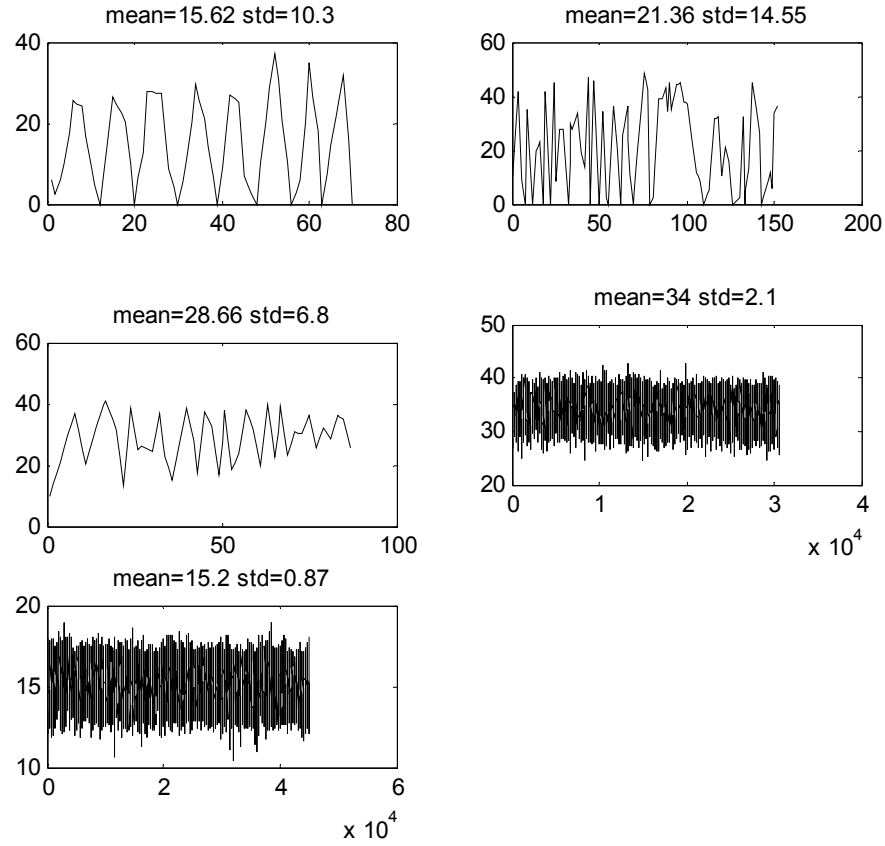 mean=15.62 std=10.3
40
20
0
0 20 40 60 80
mean=21.36 std=14.55
60
40
20
0
0 50 100 150 200
mean=28.66 std=6.8
60
40
20
0
0 50 100
mean=34 std=2.1
50
40
30
20
0 1 2 3 4
x 10^4
mean=15.2 std=0.87
20
15
10
0 2 4 6
x 10^4